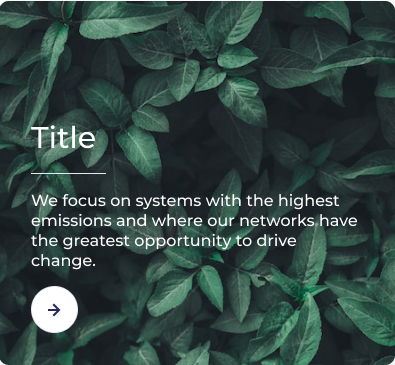 Title
We focus on systems with the highest
emissions and where our networks have
the greatest opportunity to drive
change.